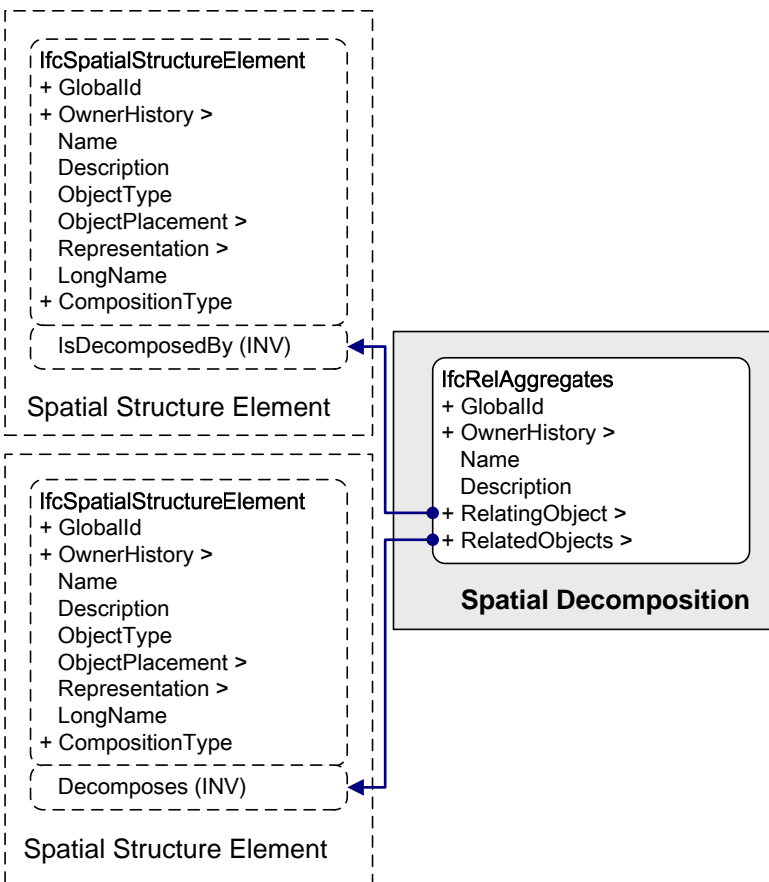 IfcSpatialStructureElement
+ GlobalId
+ OwnerHistory >
Name
Description
ObjectType
ObjectPlacement >
Representation >
LongName
+ CompositionType
IsDecomposedBy (INV)
Spatial Structure Element
IfcRelAggregates
+ GlobalId
+ OwnerHistory >
Name
Description
+ RelatingObject >
+ RelatedObjects >
Spatial Decomposition
IfcSpatialStructureElement
+ GlobalId
+ OwnerHistory >
Name
Description
ObjectType
ObjectPlacement >
Representation >
LongName
+ CompositionType
Decomposes (INV)
Spatial Structure Element